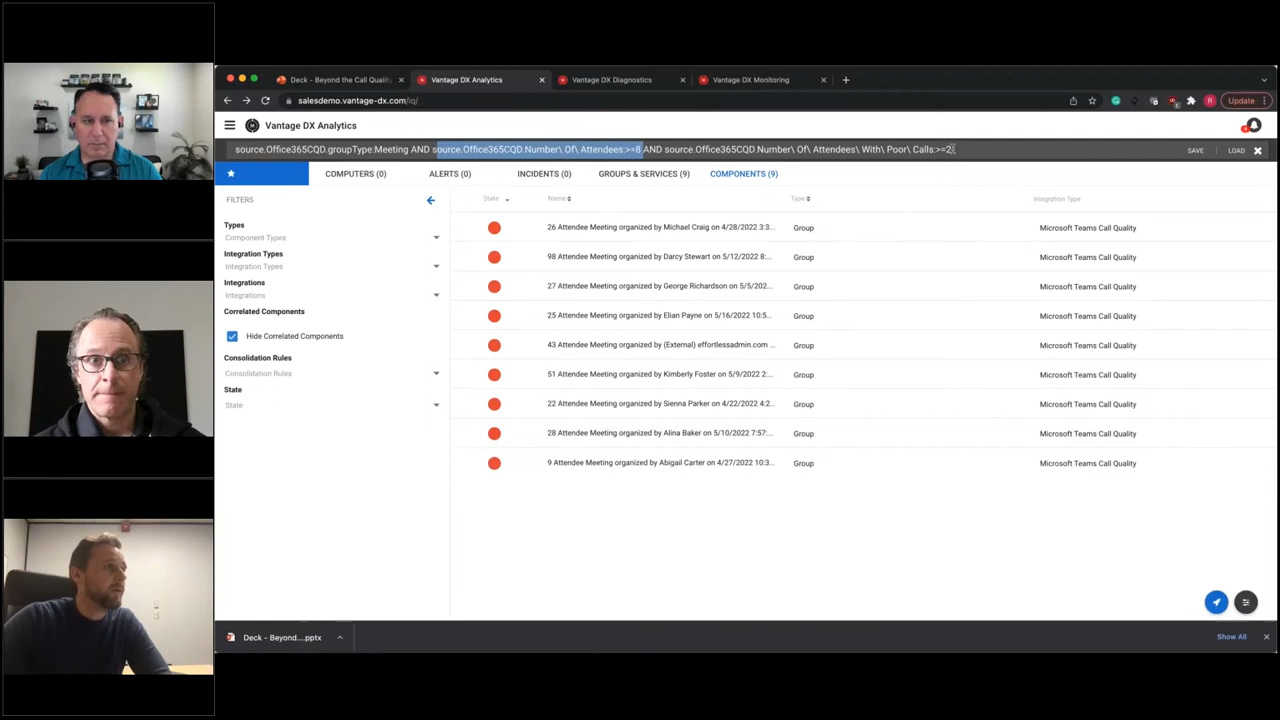 Deck - Beyond the Call Qualit
Vantage DX Analytics
Vantage DX Diagnostics
Vantage DX Monitoring
salesdemo.vantage-dx.com/iq/
Update
Vantage DX Analytics
source.Office365CQD.groupType:Meeting AND source.Office365CQD.Number\ Of\ Attendees:>=8 AND source.Office365CQD.Number\ Of\ Attendees\ With\ Poor\ Calls:>=2
SAVE
LOAD
COMPUTERS (0)
ALERTS (0)
INCIDENTS (0)
GROUPS & SERVICES (9)
COMPONENTS (9)
FILTERS
State
Name
Type
Integration Type
Types
Component Types
Integration Types
Integration Types
Integrations
Integrations
Correlated Components
Hide Correlated Components
Consolidation Rules
Consolidation Rules
State
State
26 Attendee Meeting organized by Michael Craig on 4/28/2022 3:3... Group Microsoft Teams Call Quality
98 Attendee Meeting organized by Darcy Stewart on 5/12/2022 8:... Group Microsoft Teams Call Quality
27 Attendee Meeting organized by George Richardson on 5/5/202... Group Microsoft Teams Call Quality
25 Attendee Meeting organized by Elian Payne on 5/16/2022 10:5... Group Microsoft Teams Call Quality
43 Attendee Meeting organized by (External) effortlessadmin.com ... Group Microsoft Teams Call Quality
51 Attendee Meeting organized by Kimberly Foster on 5/9/2022 2:... Group Microsoft Teams Call Quality
22 Attendee Meeting organized by Sienna Parker on 4/22/2022 4:2... Group Microsoft Teams Call Quality
28 Attendee Meeting organized by Alina Baker on 5/10/2022 7:57:... Group Microsoft Teams Call Quality
9 Attendee Meeting organized by Abigail Carter on 4/27/2022 10:3... Group Microsoft Teams Call Quality
Deck - Beyond....pptx
Show All